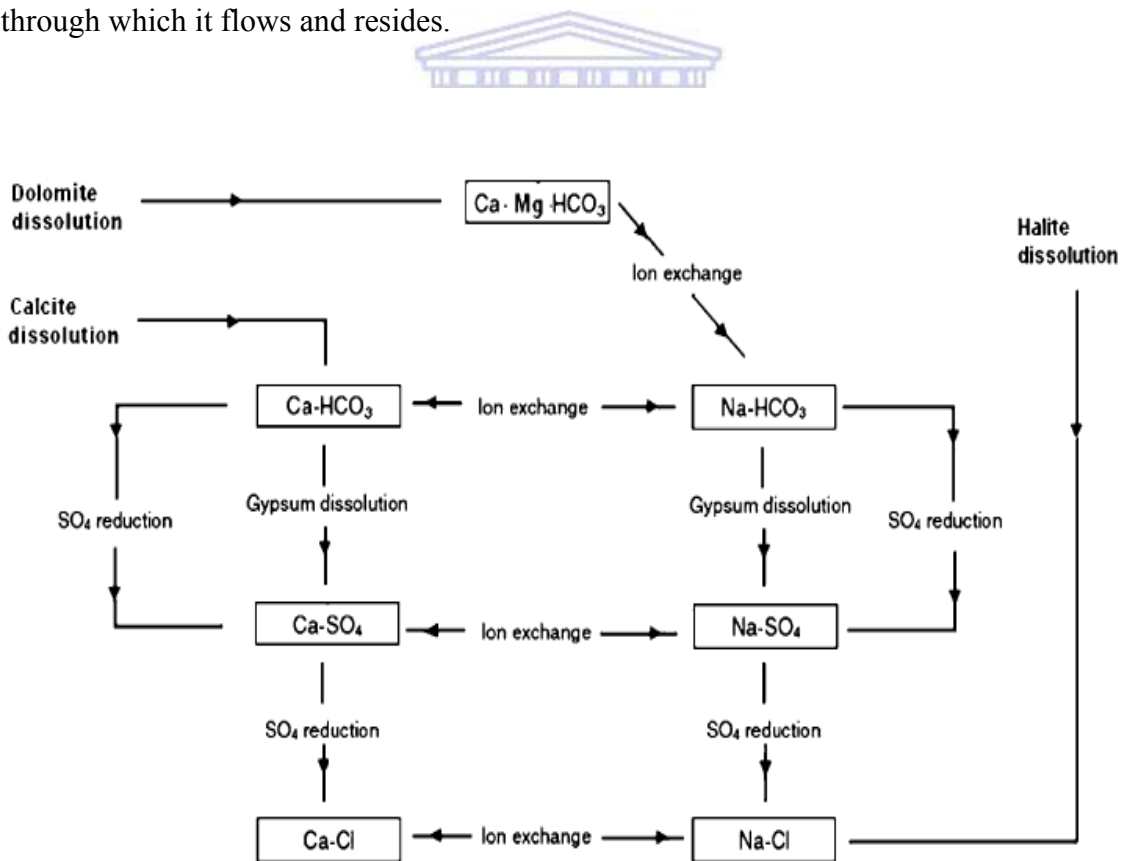 through which it flows and resides.
Dolomite
dissolution
Ca· Mg·HCO₃
Halite
dissolution
Ion exchange
Calcite
dissolution
Ca-HCO₃
Ion exchange
Na-HCO₃
SO₄ reduction
Gypsum dissolution
Gypsum dissolution
SO₄ reduction
Ca-SO₄
Ion exchange
Na-SO₄
SO₄ reduction
SO₄ reduction
Ca-Cl
Ion exchange
Na-Cl